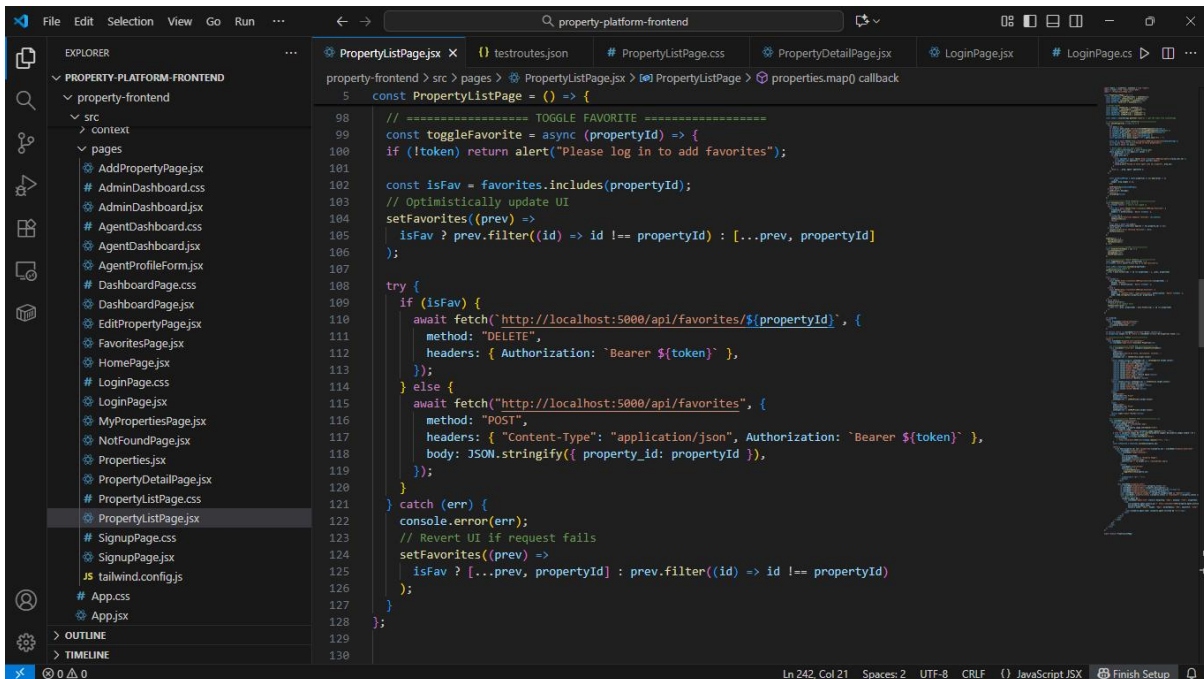 File Edit Selection View Go Run ···
property-platform-frontend
EXPLORER ···
PROPERTY-PLATFORM-FRONTEND
property-frontend
src
context
pages
AddPropertyPage.jsx
# AdminDashboard.css
AdminDashboard.jsx
# AgentDashboard.css
AgentDashboard.jsx
AgentProfileForm.jsx
# DashboardPage.css
DashboardPage.jsx
EditPropertyPage.jsx
FavoritesPage.jsx
HomePage.jsx
# LoginPage.css
LoginPage.jsx
MyPropertiesPage.jsx
NotFoundPage.jsx
Properties.jsx
PropertyDetailPage.jsx
# PropertyListPage.css
PropertyListPage.jsx
# SignupPage.css
SignupPage.jsx
JS tailwind.config.js
# App.css
App.jsx
OUTLINE
TIMELINE
PropertyListPage.jsx {} testroutes.json # PropertyListPage.css PropertyDetailPage.jsx LoginPage.jsx # LoginPage.cs ···
property-frontend > src > pages > PropertyListPage.jsx > PropertyListPage > properties.map() callback
5 const PropertyListPage = () => {
98 // ================== TOGGLE FAVORITE ==================
99 const toggleFavorite = async (propertyId) => {
100 if (!token) return alert("Please log in to add favorites");
101
102 const isFav = favorites.includes(propertyId);
103 // Optimistically update UI
104 setFavorites((prev) =>
105 isFav ? prev.filter((id) => id !== propertyId) : [...prev, propertyId]
106 );
107
108 try {
109 if (isFav) {
110 await fetch(`http://localhost:5000/api/favorites/${propertyId}`, {
111 method: "DELETE",
112 headers: { Authorization: `Bearer ${token}` },
113 });
114 } else {
115 await fetch("http://localhost:5000/api/favorites", {
116 method: "POST",
117 headers: { "Content-Type": "application/json", Authorization: `Bearer ${token}` },
118 body: JSON.stringify({ property_id: propertyId }),
119 });
120 }
121 } catch (err) {
122 console.error(err);
123 // Revert UI if request fails
124 setFavorites((prev) =>
125 isFav ? [...prev, propertyId] : prev.filter((id) => id !== propertyId)
126 );
127 }
128 };
129
130
0 0 Ln 242, Col 21 Spaces: 2 UTF-8 CRLF {} JavaScript JSX Finish Setup